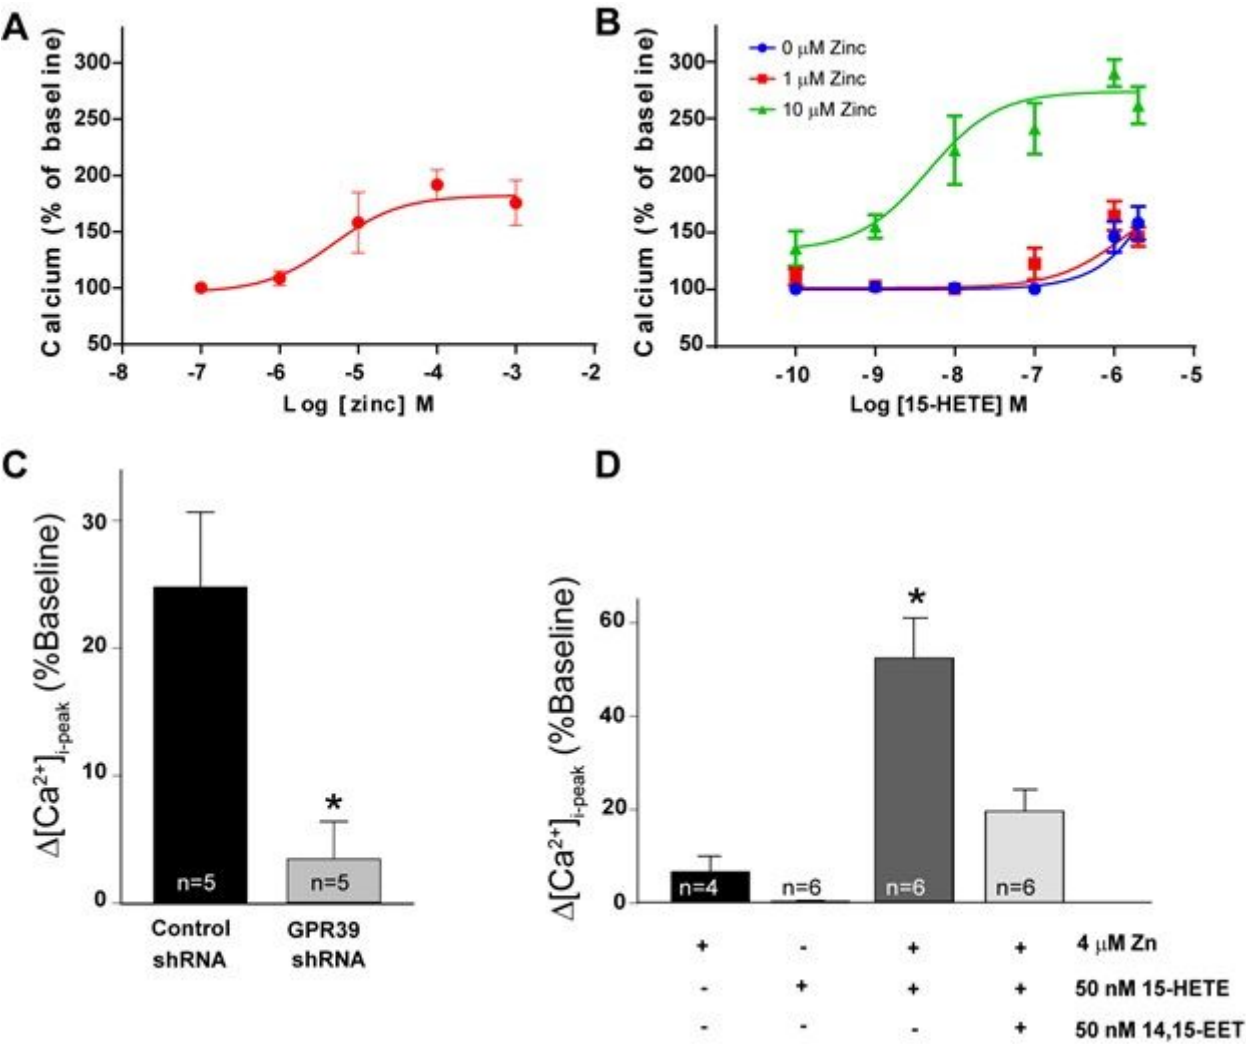 A
Calcium (% of baseline)
300
250
200
150
100
50
-8 -7 -6 -5 -4 -3 -2
Log [zinc] M
B
Calcium (% of baseline)
300
250
200
150
100
50
0 μM Zinc
1 μM Zinc
10 μM Zinc
-10 -9 -8 -7 -6 -5
Log [15-HETE] M
C
Δ[Ca2+]i-peak (%Baseline)
30
20
10
0
*
n=5 n=5
Control GPR39
shRNA shRNA
D
Δ[Ca2+]i-peak (%Baseline)
60
40
20
0
*
n=4 n=6 n=6 n=6
+ - + + 4 μM Zn
- + + + 50 nM 15-HETE
- - - + 50 nM 14,15-EET